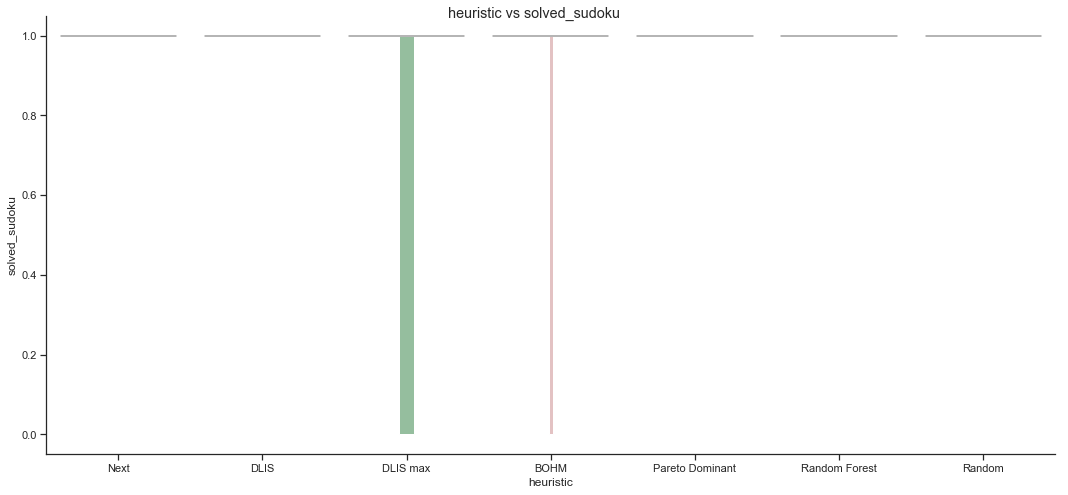 heuristic vs solved_sudoku
solved_sudoku
1.0
0.8
0.6
0.4
0.2
0.0
Next DLIS DLIS max BOHM Pareto Dominant Random Forest Random
heuristic